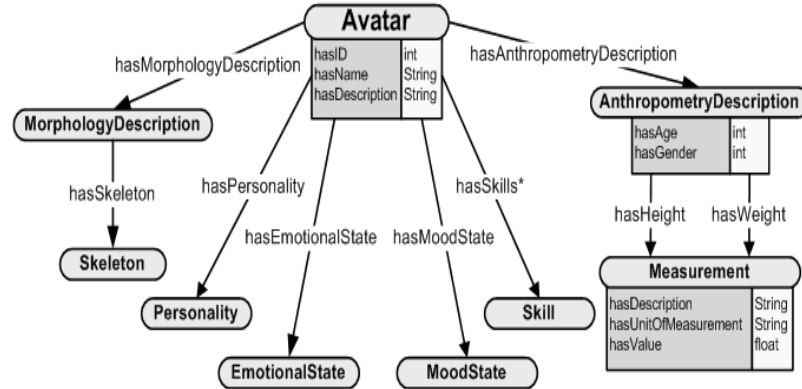 Avatar
hasID int
hasName String
hasDescription String
hasMorphologyDescription
hasAnthropometryDescription
MorphologyDescription
AnthropometryDescription
hasAge int
hasGender int
hasSkeleton
hasPersonality
hasSkills*
hasEmotionalState
hasMoodState
hasHeight
hasWeight
Skeleton
Measurement
hasDescription String
hasUnitOfMeasurement String
hasValue float
Personality
Skill
EmotionalState
MoodState